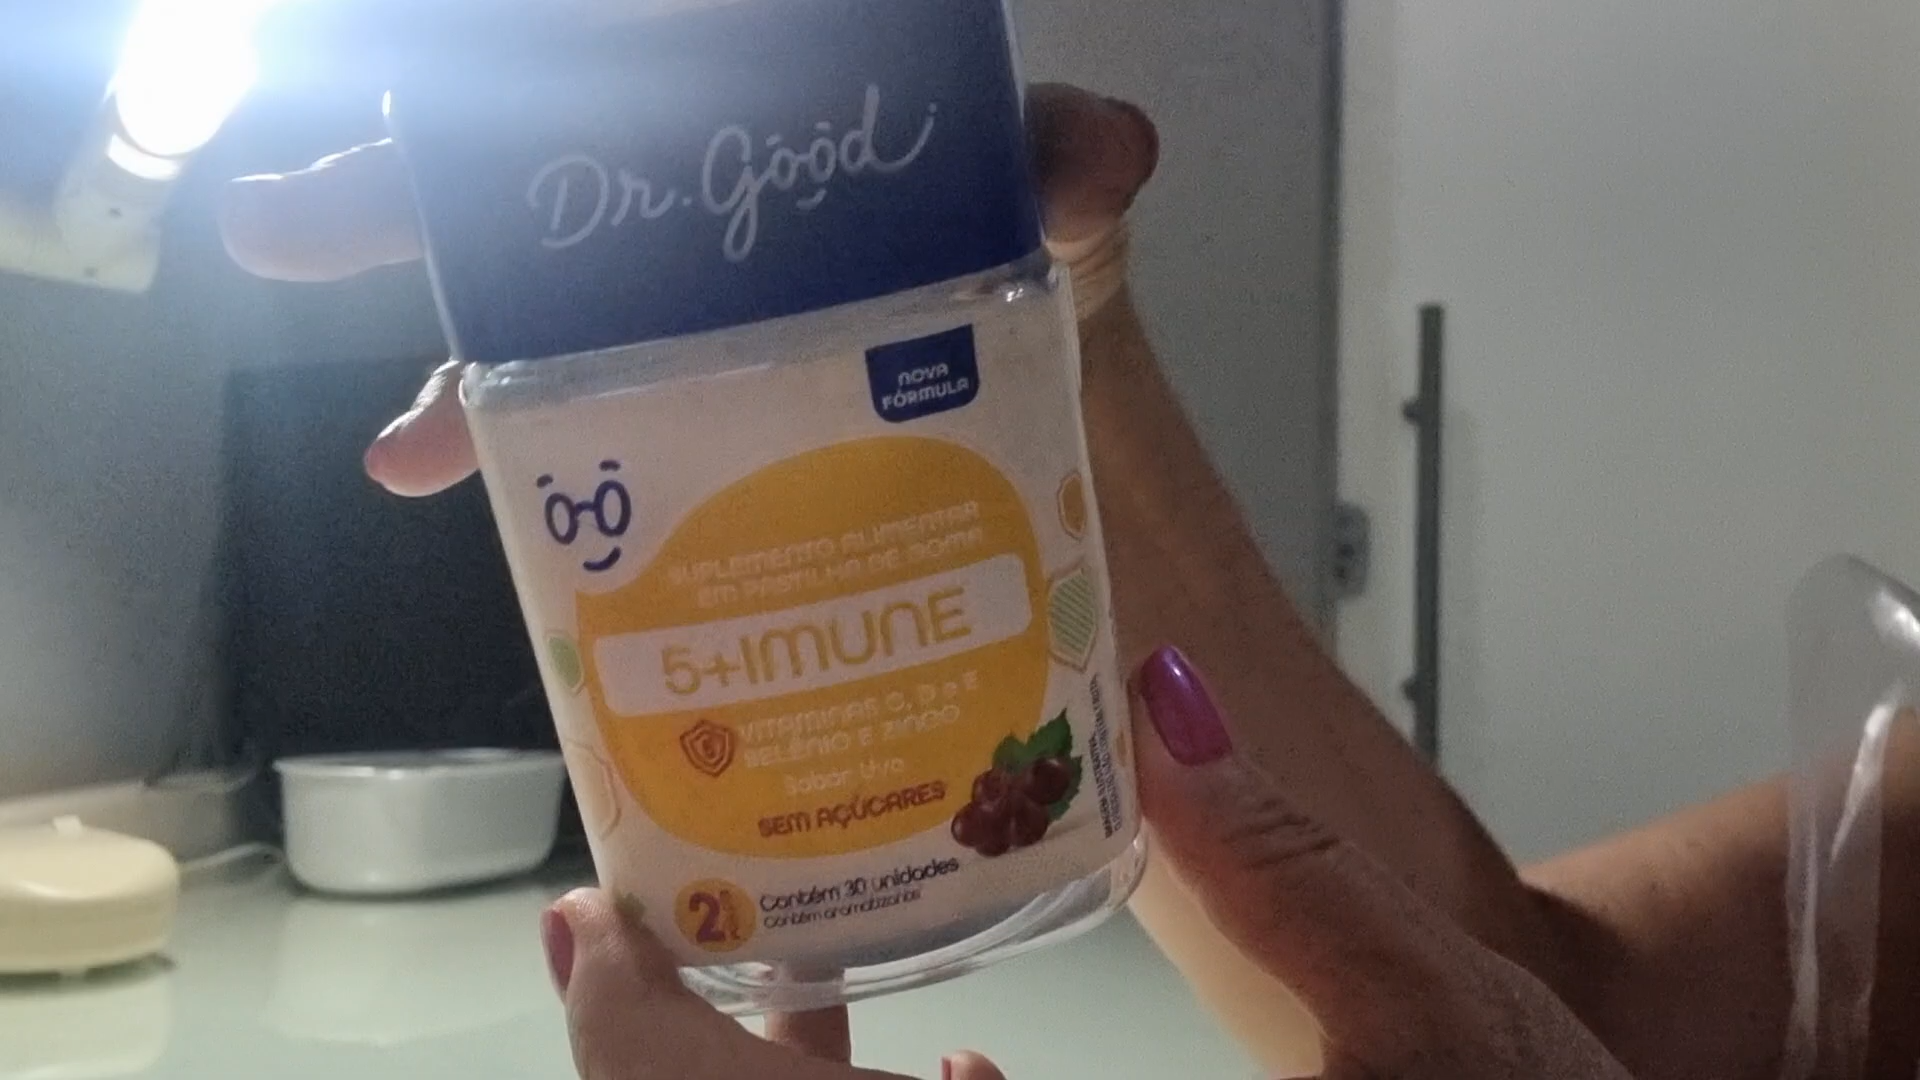 Dr. Good
NOVA
FÓRMULA
SUPLEMENTO ALIMENTAR
EM PASTILHA DE GOMA
5+IMUNE
VITAMINAS C, D e E
SELÊNIO E ZINCO
Sabor Uva
SEM AÇÚCARES
2
Contém 30 unidades
Contém aromatizantes